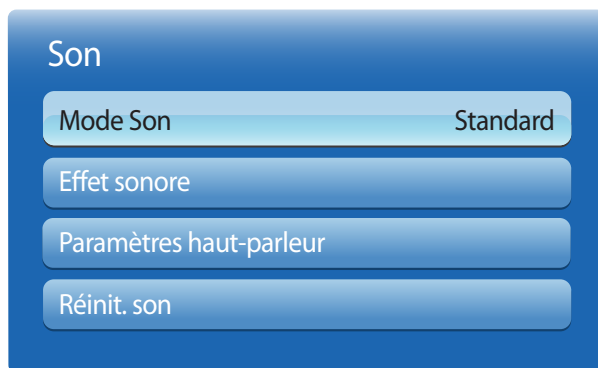 Son
Mode Son Standard
Effet sonore
Paramètres haut-parleur
Réinit. son